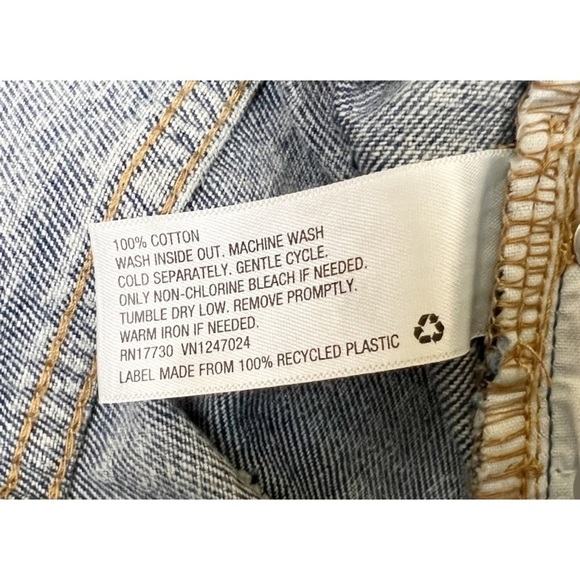 100% COTTON
WASH INSIDE OUT. MACHINE WASH
COLD SEPARATELY. GENTLE CYCLE.
ONLY NON-CHLORINE BLEACH IF NEEDED.
TUMBLE DRY LOW. REMOVE PROMPTLY.
WARM IRON IF NEEDED.
RN17730 VN1247024
LABEL MADE FROM 100% RECYCLED PLASTIC